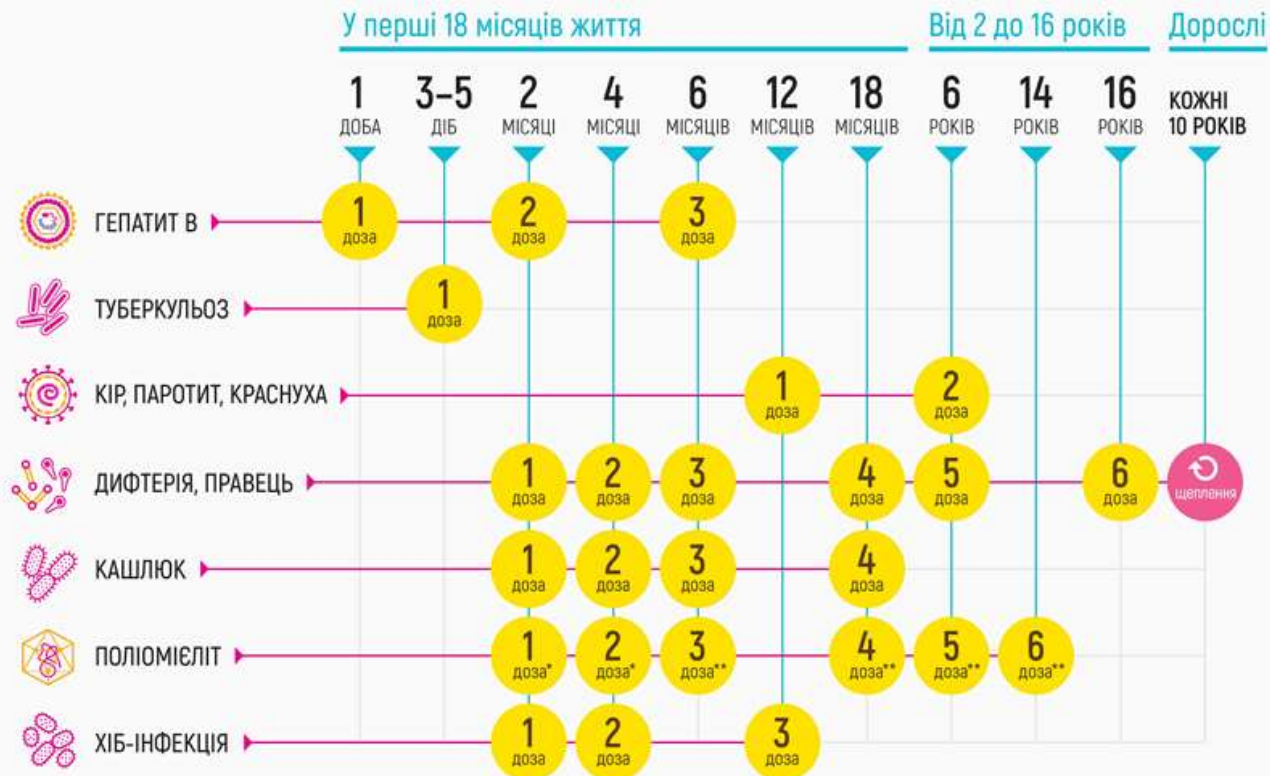 У перші 18 місяців життя Від 2 до 16 років Дорослі
1 3–5 2 4 6 12 18 6 14 16 КОЖНІ
ДОБА ДІБ МІСЯЦІ МІСЯЦІ МІСЯЦІВ МІСЯЦІВ МІСЯЦІВ РОКІВ РОКІВ РОКІВ 10 РОКІВ
ГЕПАТИТ В 1 2 3
доза доза доза
ТУБЕРКУЛЬОЗ 1
доза
КІР, ПАРОТИТ, КРАСНУХА 1 2
доза доза
ДИФТЕРІЯ, ПРАВЕЦЬ 1 2 3 4 5 6
доза доза доза доза доза доза щеплення
КАШЛЮК 1 2 3 4
доза доза доза доза
ПОЛІОМІЄЛІТ 1 2 3 4 5 6
доза* доза* доза** доза** доза** доза**
ХІБ-ІНФЕКЦІЯ 1 2 3
доза доза доза